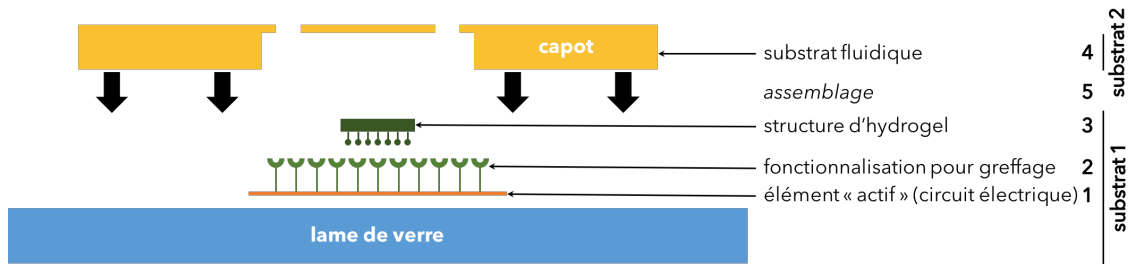 capot
substrat fluidique 4
assemblage 5
structure d’hydrogel 3
fonctionnalisation pour greffage 2
élément « actif » (circuit électrique) 1
lame de verre
substrat 2
substrat 1